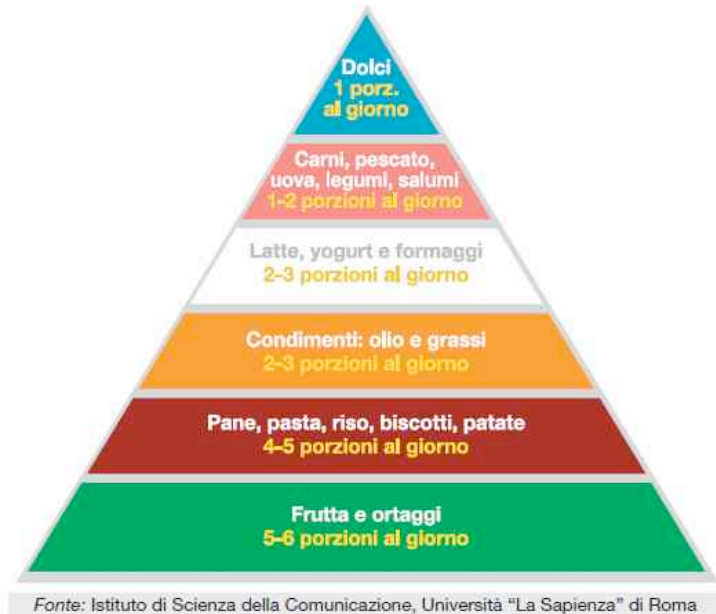 Dolci
1 porz.
al giorno
Carni, pescato,
uova, legumi, salumi
1-2 porzioni al giorno
Latte, yogurt e formaggi
2–3 porzioni al giorno
Condimenti: olio e grassi
2–3 porzioni al giorno
Pane, pasta, riso, biscotti, patate
4–5 porzioni al giorno
Frutta e ortaggi
5–6 porzioni al giorno
Fonte: Istituto di Scienza della Comunicazione, Università “La Sapienza” di Roma